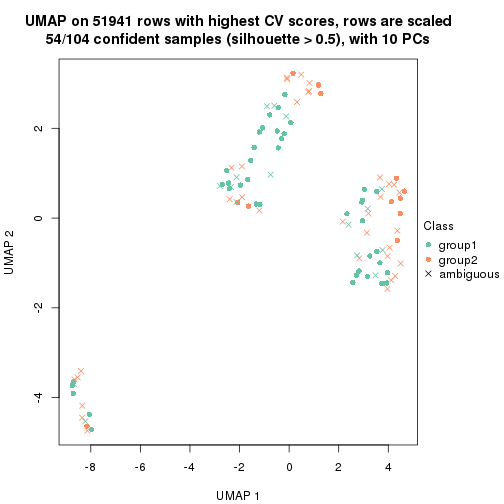 UMAP on 51941 rows with highest CV scores, rows are scaled
54/104 confident samples (silhouette > 0.5), with 10 PCs
2
0
-2
-4
UMAP 2
-8
-6
-4
-2
0
2
4
UMAP 1
Class
group1
group2
ambiguous